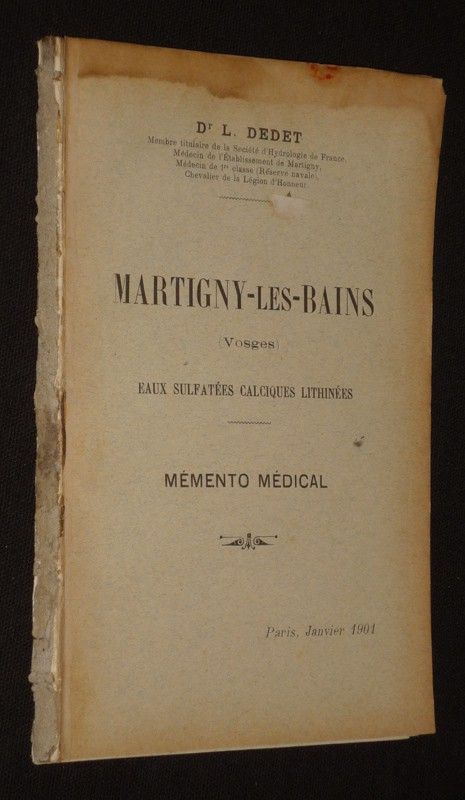 Dr L. DEDET
Membre titulaire de la Société d'Hydrologie de France,
Médecin de l'Établissement de Martigny,
Médecin de 1re classe (Réserve navale),
Chevalier de la Légion d'Honneur
MARTIGNY-LES-BAINS
(Vosges)
EAUX SULFATÉES CALCIQUES LITHINÉES
MÉMENTO MÉDICAL
Paris, Janvier 1901